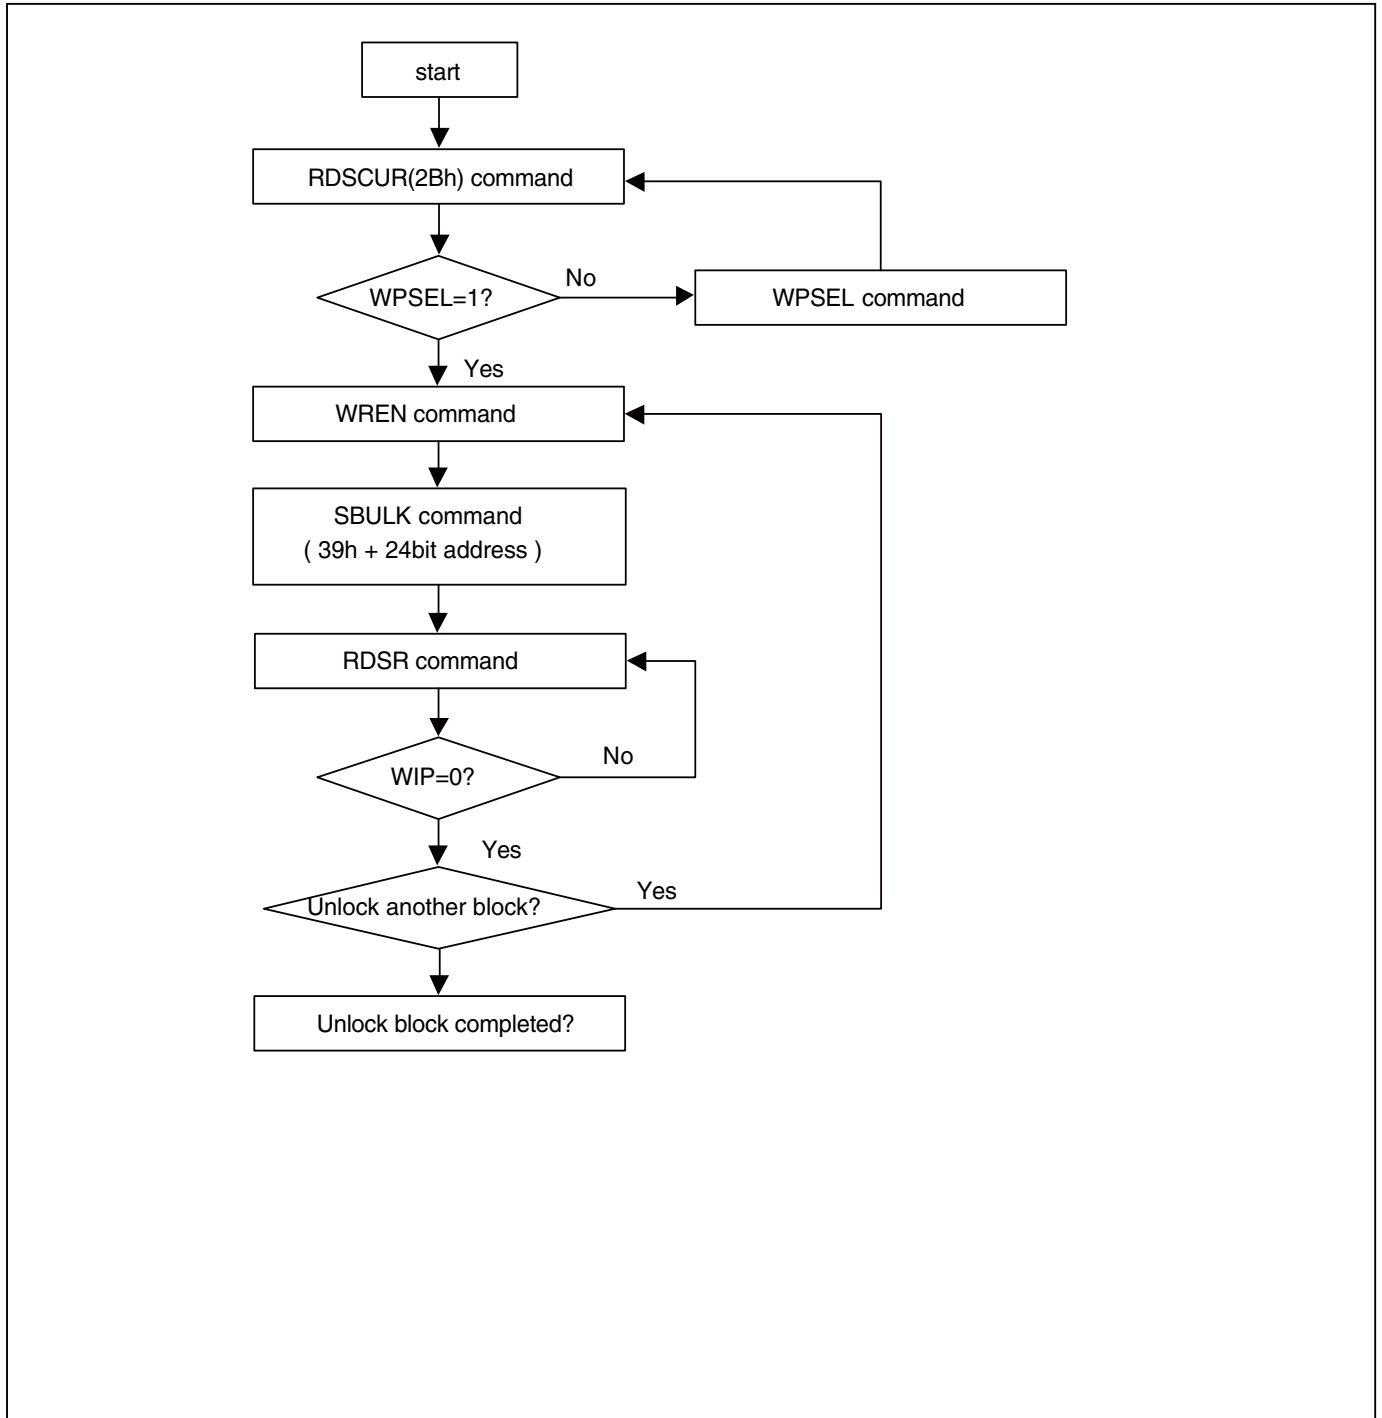 start
RDSCUR(2Bh) command
WPSEL=1?
No
WPSEL command
Yes
WREN command
SBULK command
( 39h + 24bit address )
RDSR command
WIP=0?
No
Yes
Unlock another block?
Yes
Unlock block completed?